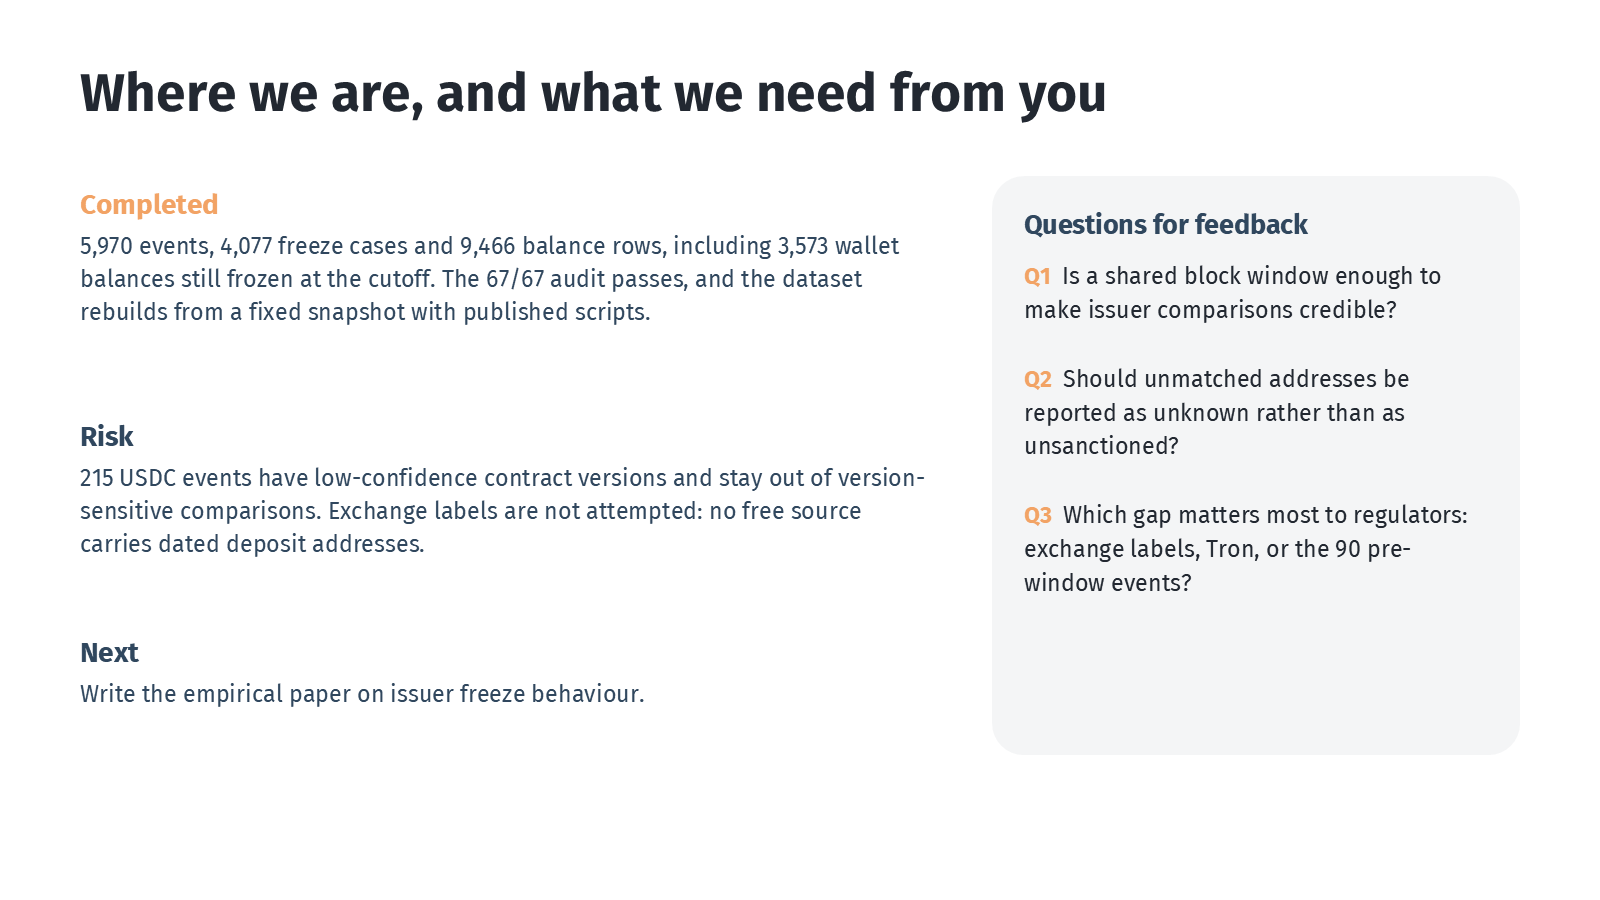 Where we are, and what we need from you
Completed
5,970 events, 4,077 freeze cases and 9,466 balance rows, including 3,573 wallet
balances still frozen at the cutoff. The 67/67 audit passes, and the dataset
rebuilds from a fixed snapshot with published scripts.
Risk
215 USDC events have low-confidence contract versions and stay out of version-
sensitive comparisons. Exchange labels are not attempted: no free source
carries dated deposit addresses.
Next
Write the empirical paper on issuer freeze behaviour.
Questions for feedback
Q1 Is a shared block window enough to
make issuer comparisons credible?
Q2 Should unmatched addresses be
reported as unknown rather than as
unsanctioned?
Q3 Which gap matters most to regulators:
exchange labels, Tron, or the 90 pre-
window events?